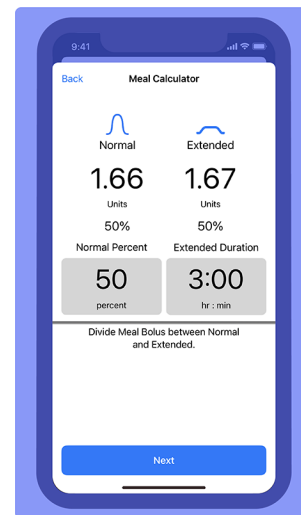 9:41
Back Meal Calculator
Normal Extended
1.66 1.67
Units Units
50% 50%
Normal Percent Extended Duration
50 3:00
percent hr : min
Divide Meal Bolus between Normal
and Extended.
Next